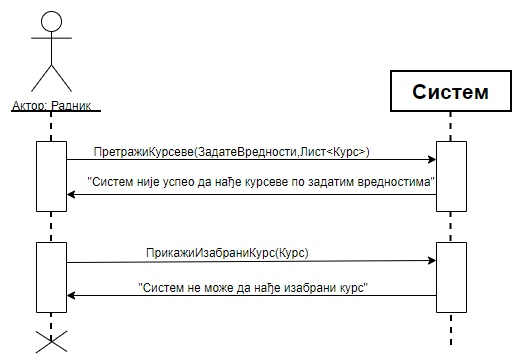 Систем
Актор: Радник
ПретражиКурсеве(ЗадатеВредности,Лист<Курс>)
"Систем није успео да нађе курсеве по задатим вредностима"
ПрикажиИзабраниКурс(Курс)
"Систем не може да нађе изабрани курс"